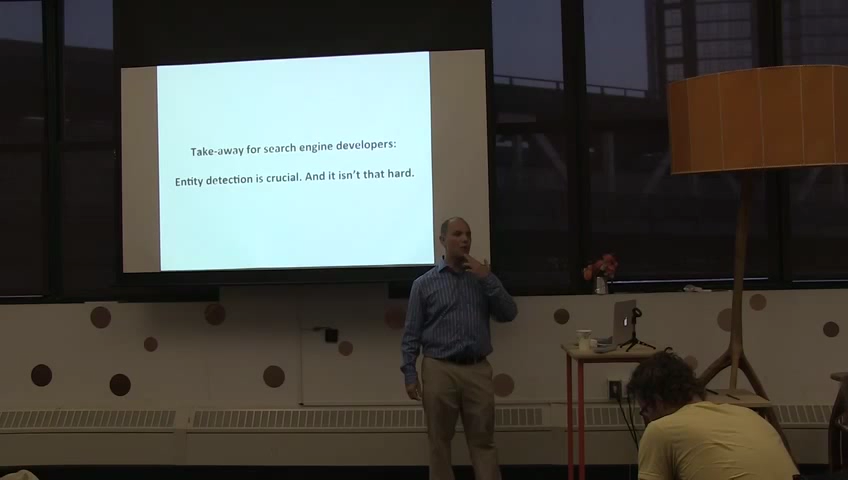 Take-away for search engine developers:
Entity detection is crucial. And it isn't that hard.